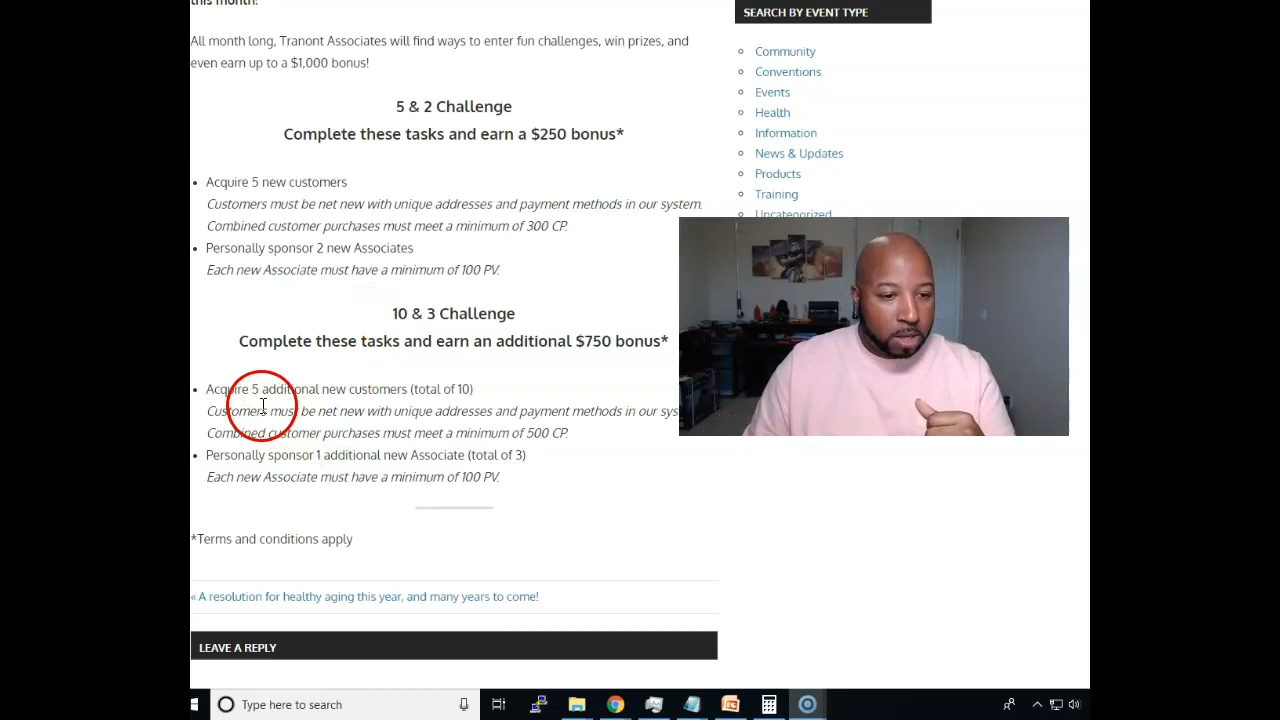 this month!
All month long, Tranont Associates will find ways to enter fun challenges, win prizes, and
even earn up to a $1,000 bonus!
5 & 2 Challenge
Complete these tasks and earn a $250 bonus*
Acquire 5 new customers
Customers must be net new with unique addresses and payment methods in our system.
Combined customer purchases must meet a minimum of 300 CP.
Personally sponsor 2 new Associates
Each new Associate must have a minimum of 100 PV.
10 & 3 Challenge
Complete these tasks and earn an additional $750 bonus*
Acquire 5 additional new customers (total of 10)
Customers must be net new with unique addresses and payment methods in our sys
Combined customer purchases must meet a minimum of 500 CP.
Personally sponsor 1 additional new Associate (total of 3)
Each new Associate must have a minimum of 100 PV.
*Terms and conditions apply
« A resolution for healthy aging this year, and many years to come!
LEAVE A REPLY
SEARCH BY EVENT TYPE
Community
Conventions
Events
Health
Information
News & Updates
Products
Training
Uncategorized
Type here to search